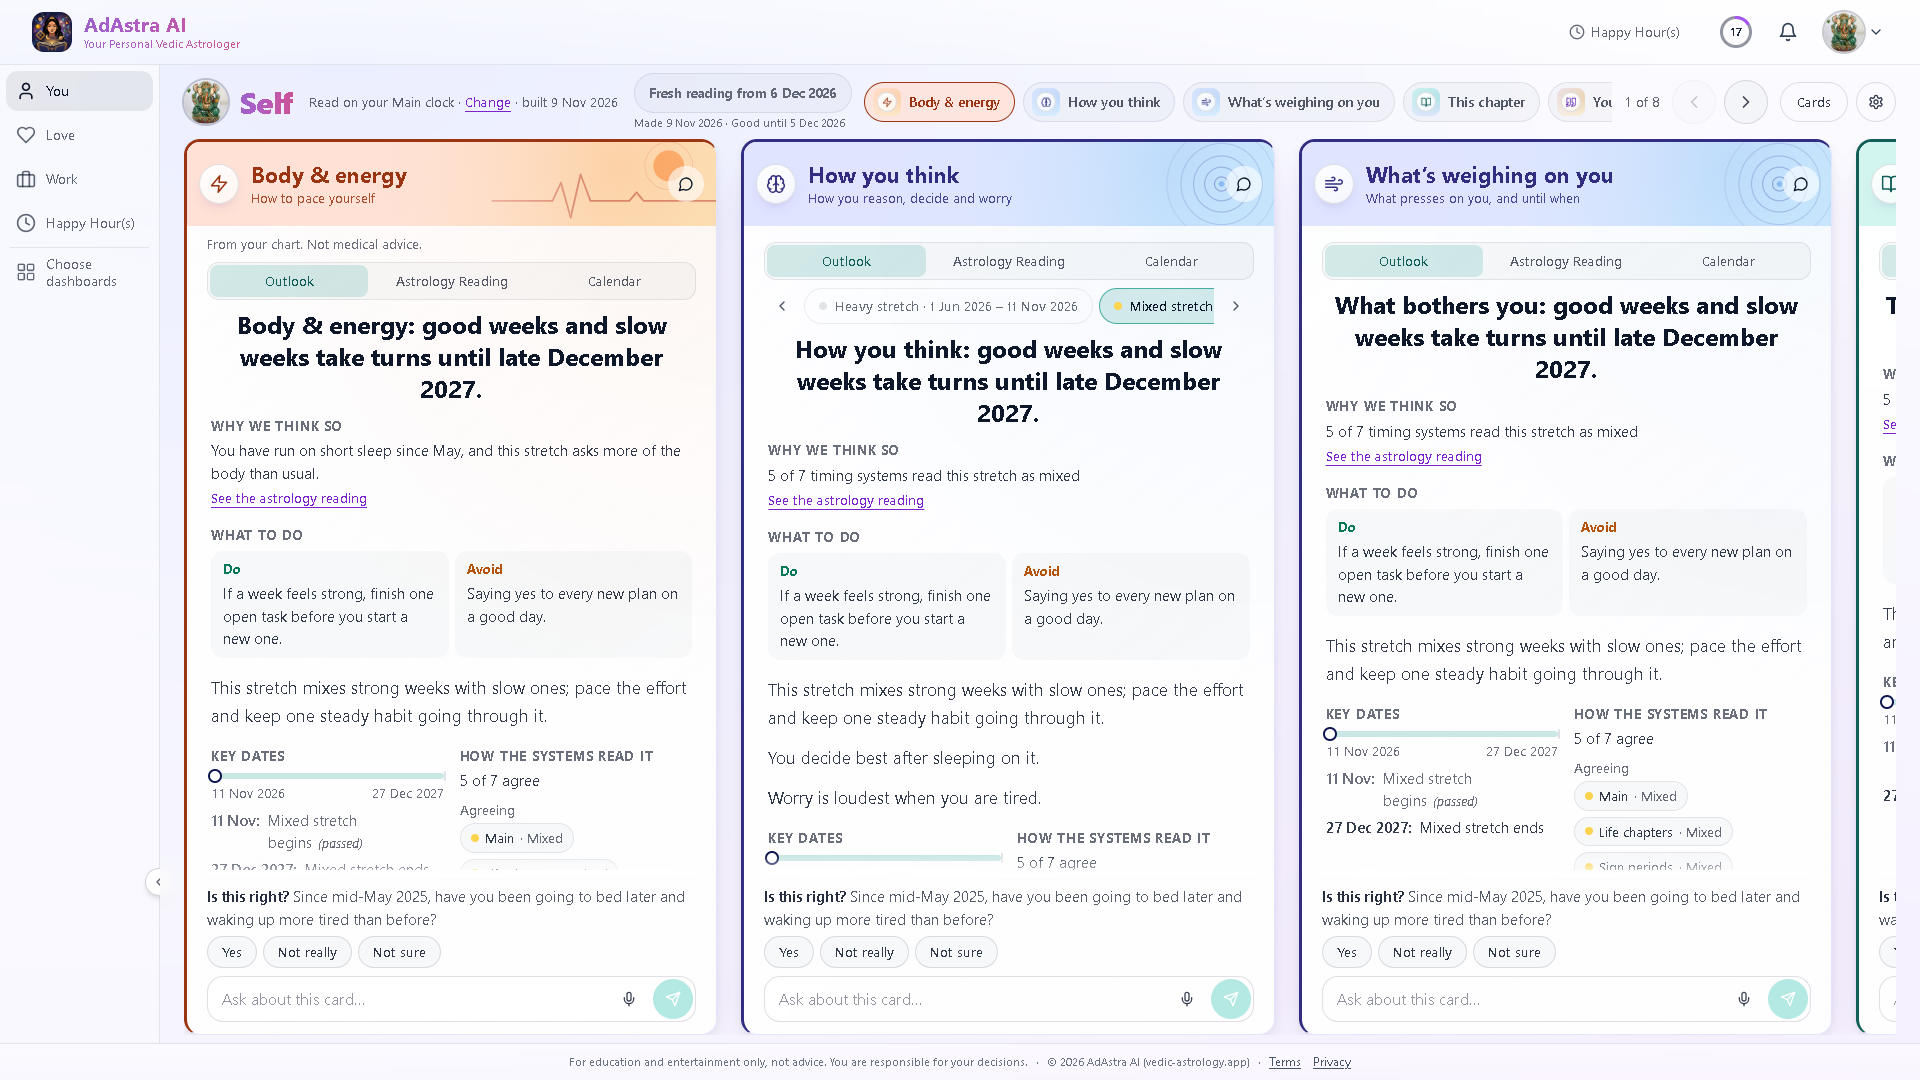 AdAstra AI
Your Personal Vedic Astrologer
Happy Hour(s)
17
You
Love
Work
Happy Hour(s)
Choose
dashboards
Self
Read on your Main clock · Change · built 9 Nov 2026
Fresh reading from 6 Dec 2026
Made 9 Nov 2026 · Good until 5 Dec 2026
Body & energy
How you think
What's weighing on you
This chapter
You
1 of 8
Cards
Body & energy
How to pace yourself
From your chart. Not medical advice.
Outlook
Astrology Reading
Calendar
Body & energy: good weeks and slow
weeks take turns until late December
2027.
WHY WE THINK SO
You have run on short sleep since May, and this stretch asks more of the
body than usual.
See the astrology reading
WHAT TO DO
Do
If a week feels strong, finish one
open task before you start a
new one.
Avoid
Saying yes to every new plan on
a good day.
This stretch mixes strong weeks with slow ones; pace the effort
and keep one steady habit going through it.
KEY DATES
11 Nov 2026
27 Dec 2027
11 Nov: Mixed stretch
begins (passed)
27 Dec 2027: Mixed stretch ends
HOW THE SYSTEMS READ IT
5 of 7 agree
Agreeing
Main · Mixed
Is this right? Since mid-May 2025, have you been going to bed later and
waking up more tired than before?
Yes
Not really
Not sure
Ask about this card...
How you think
How you reason, decide and worry
Outlook
Astrology Reading
Calendar
Heavy stretch · 1 Jun 2026 – 11 Nov 2026
Mixed stretch
How you think: good weeks and slow
weeks take turns until late December
2027.
WHY WE THINK SO
5 of 7 timing systems read this stretch as mixed
See the astrology reading
WHAT TO DO
Do
If a week feels strong, finish one
open task before you start a
new one.
Avoid
Saying yes to every new plan on
a good day.
This stretch mixes strong weeks with slow ones; pace the effort
and keep one steady habit going through it.
You decide best after sleeping on it.
Worry is loudest when you are tired.
KEY DATES
HOW THE SYSTEMS READ IT
5 of 7 agree
Is this right? Since mid-May 2025, have you been going to bed later and
waking up more tired than before?
Yes
Not really
Not sure
Ask about this card...
What's weighing on you
What presses on you, and until when
Outlook
Astrology Reading
Calendar
What bothers you: good weeks and slow
weeks take turns until late December
2027.
WHY WE THINK SO
5 of 7 timing systems read this stretch as mixed
See the astrology reading
WHAT TO DO
Do
If a week feels strong, finish one
open task before you start a
new one.
Avoid
Saying yes to every new plan on
a good day.
This stretch mixes strong weeks with slow ones; pace the effort
and keep one steady habit going through it.
KEY DATES
11 Nov 2026
27 Dec 2027
11 Nov: Mixed stretch
begins (passed)
27 Dec 2027: Mixed stretch ends
HOW THE SYSTEMS READ IT
5 of 7 agree
Agreeing
Main · Mixed
Life chapters · Mixed
Sign periods · Mixed
Is this right? Since mid-May 2025, have you been going to bed later and
waking up more tired than before?
Yes
Not really
Not sure
Ask about this card...
For education and entertainment only, not advice. You are responsible for your decisions. · © 2026 AdAstra AI (vedic-astrology.app) · Terms Privacy